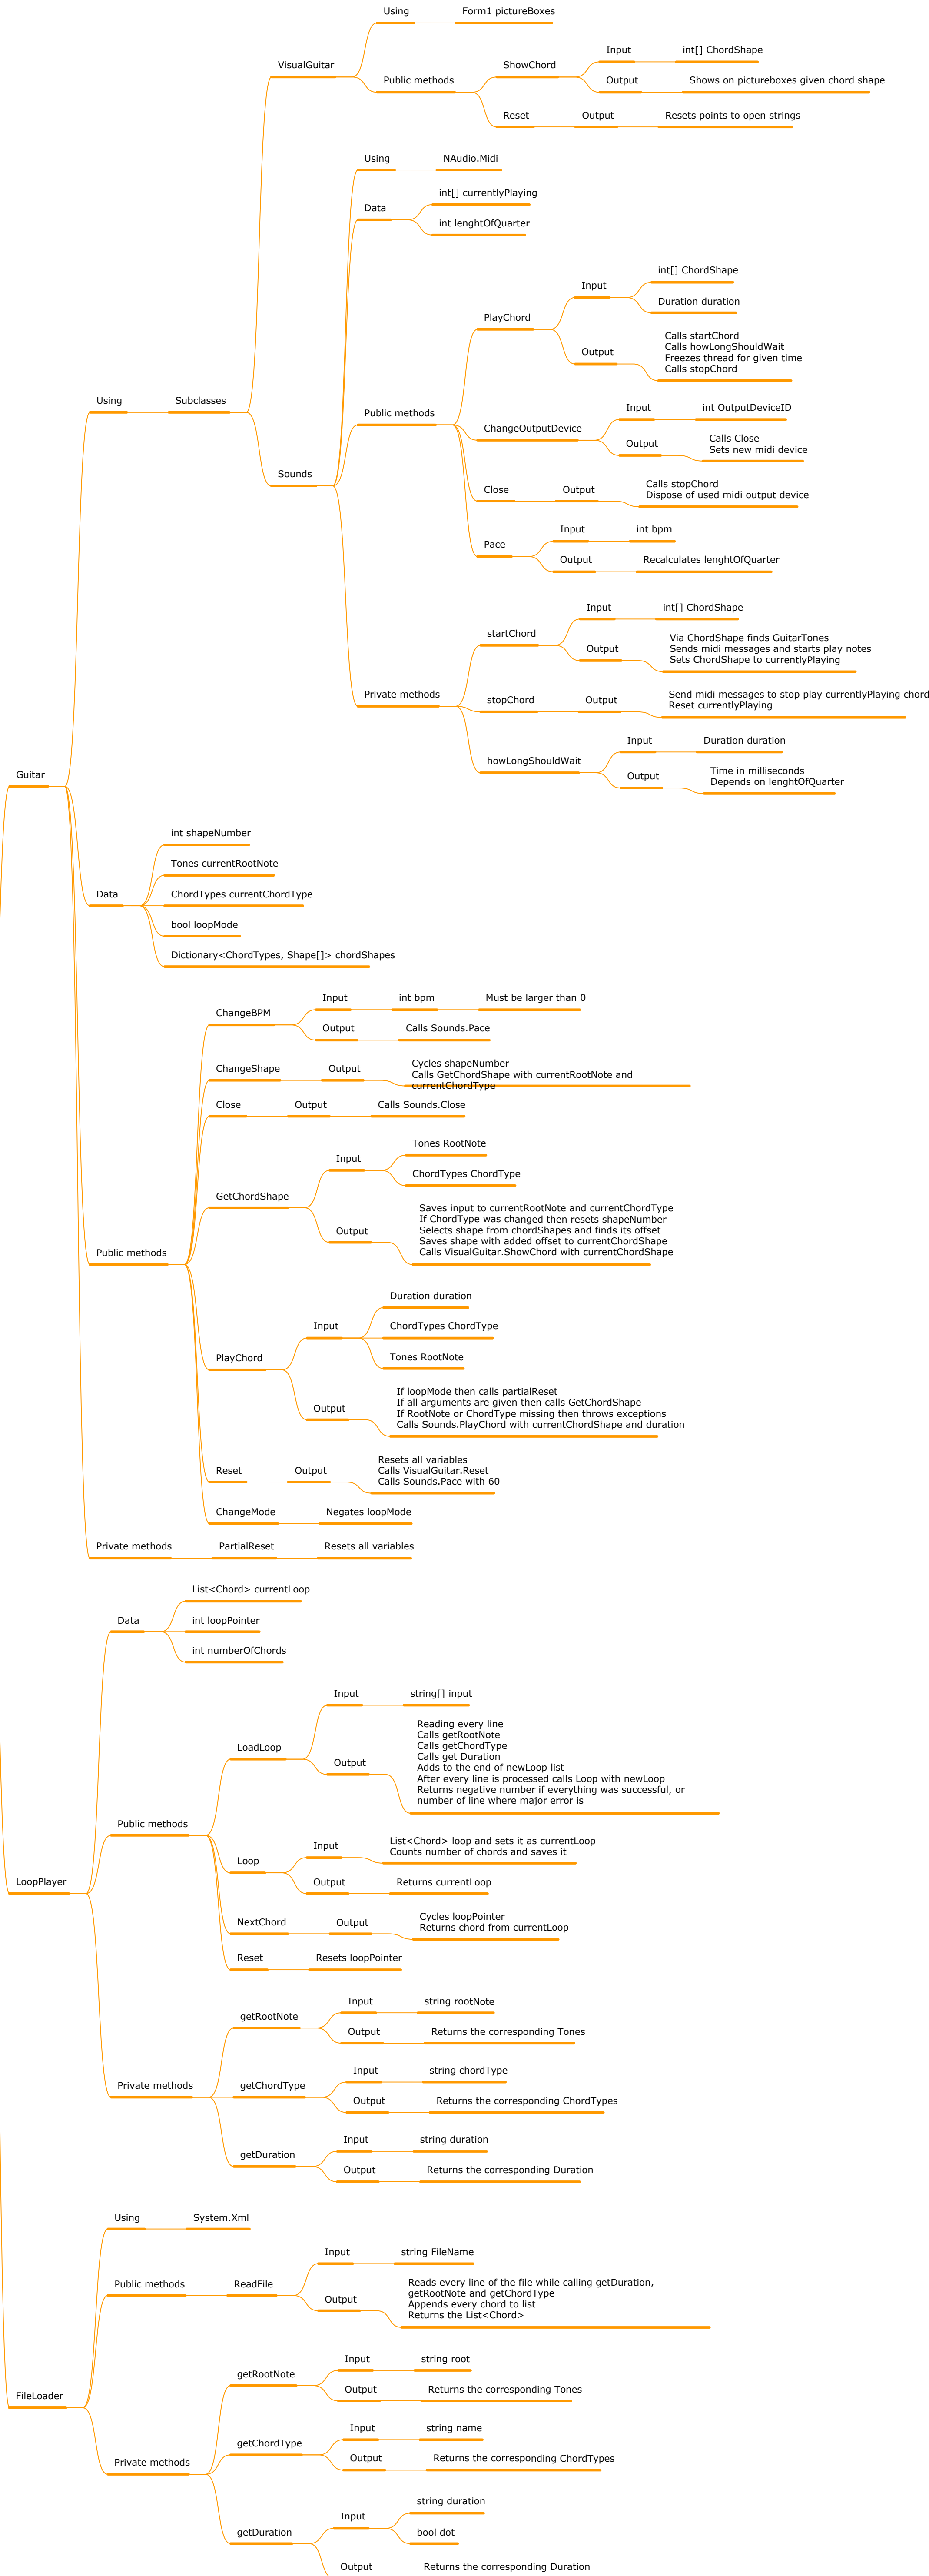 Using
Form1 pictureBoxes
VisualGuitar
Public methods
ShowChord
Input
int[] ChordShape
Output
Shows on pictureboxes given chord shape
Reset
Output
Resets points to open strings
Using
NAudio.Midi
Data
int[] currentlyPlaying
int lenghtOfQuarter
Using
Subclasses
Sounds
Public methods
PlayChord
Input
int[] ChordShape
Duration duration
Output
Calls startChord
Calls howLongShouldWait
Freezes thread for given time
Calls stopChord
ChangeOutputDevice
Input
int OutputDeviceID
Output
Calls Close
Sets new midi device
Close
Output
Calls stopChord
Dispose of used midi output device
Pace
Input
int bpm
Output
Recalculates lenghtOfQuarter
Private methods
startChord
Input
int[] ChordShape
Output
Via ChordShape finds GuitarTones
Sends midi messages and starts play notes
Sets ChordShape to currentlyPlaying
stopChord
Output
Send midi messages to stop play currentlyPlaying chord
Reset currentlyPlaying
howLongShouldWait
Input
Duration duration
Output
Time in milliseconds
Depends on lenghtOfQuarter
Guitar
Data
int shapeNumber
Tones currentRootNote
ChordTypes currentChordType
bool loopMode
Dictionary<ChordTypes, Shape[]> chordShapes
Public methods
ChangeBPM
Input
int bpm
Must be larger than 0
Output
Calls Sounds.Pace
ChangeShape
Output
Cycles shapeNumber
Calls GetChordShape with currentRootNote and
currentChordType
Close
Output
Calls Sounds.Close
GetChordShape
Input
Tones RootNote
ChordTypes ChordType
Output
Saves input to currentRootNote and currentChordType
If ChordType was changed then resets shapeNumber
Selects shape from chordShapes and finds its offset
Saves shape with added offset to currentChordShape
Calls VisualGuitar.ShowChord with currentChordShape
PlayChord
Input
Duration duration
ChordTypes ChordType
Tones RootNote
Output
If loopMode then calls partialReset
If all arguments are given then calls GetChordShape
If RootNote or ChordType missing then throws exceptions
Calls Sounds.PlayChord with currentChordShape and duration
Reset
Output
Resets all variables
Calls VisualGuitar.Reset
Calls Sounds.Pace with 60
ChangeMode
Negates loopMode
Private methods
PartialReset
Resets all variables
LoopPlayer
Data
List<Chord> currentLoop
int loopPointer
int numberOfChords
Public methods
LoadLoop
Input
string[] input
Output
Reading every line
Calls getRootNote
Calls getChordType
Calls get Duration
Adds to the end of newLoop list
After every line is processed calls Loop with newLoop
Returns negative number if everything was successful, or
number of line where major error is
Loop
Input
List<Chord> loop and sets it as currentLoop
Counts number of chords and saves it
Output
Returns currentLoop
NextChord
Output
Cycles loopPointer
Returns chord from currentLoop
Reset
Resets loopPointer
Private methods
getRootNote
Input
string rootNote
Output
Returns the corresponding Tones
getChordType
Input
string chordType
Output
Returns the corresponding ChordTypes
getDuration
Input
string duration
Output
Returns the corresponding Duration
FileLoader
Using
System.Xml
Public methods
ReadFile
Input
string FileName
Output
Reads every line of the file while calling getDuration,
getRootNote and getChordType
Appends every chord to list
Returns the List<Chord>
Private methods
getRootNote
Input
string root
Output
Returns the corresponding Tones
getChordType
Input
string name
Output
Returns the corresponding ChordTypes
getDuration
Input
string duration
bool dot
Output
Returns the corresponding Duration